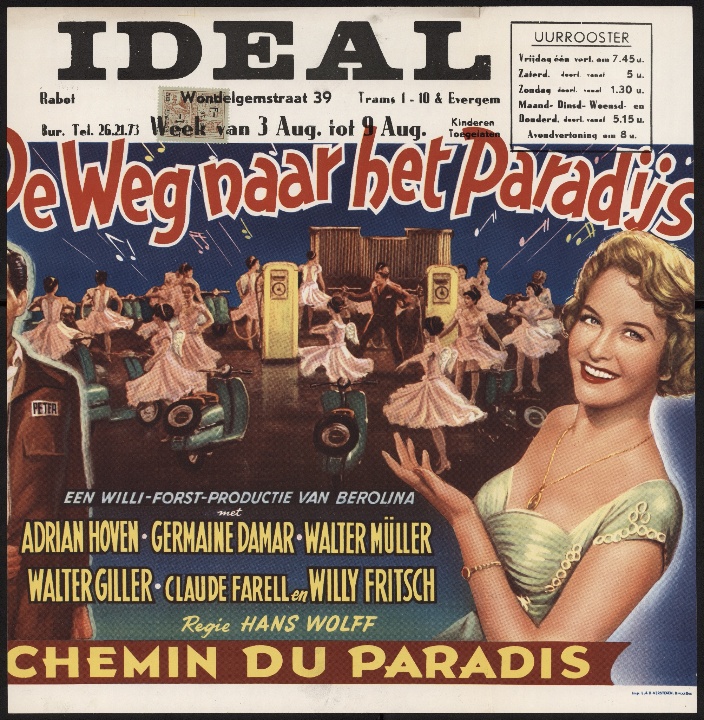 IDEAL
Rabot Wondelgemstraat 39 Trams 1 - 10 & Evergem
Bur. Tel. 26.21.73 Week van 3 Aug. tot 9 Aug. Kinderen Toegelaten
UURROOSTER
Vrijdag één vert. om 7.45 u.
Zaterd. doorl. vanaf 5 u.
Zondag doorl. vanaf 1.30 u.
Maand- Dinsd- Woensd- en
Donderd. doorl. vanaf 5.15 u.
Avondvertoning om 8 u.
De Weg naar het Paradijs
PETER
EEN WILLI-FORST-PRODUCTIE VAN BEROLINA
met
ADRIAN HOVEN · GERMAINE DAMAR · WALTER MÜLLER
WALTER GILLER · CLAUDE FARELL en WILLY FRITSCH
Regie HANS WOLFF
CHEMIN DU PARADIS